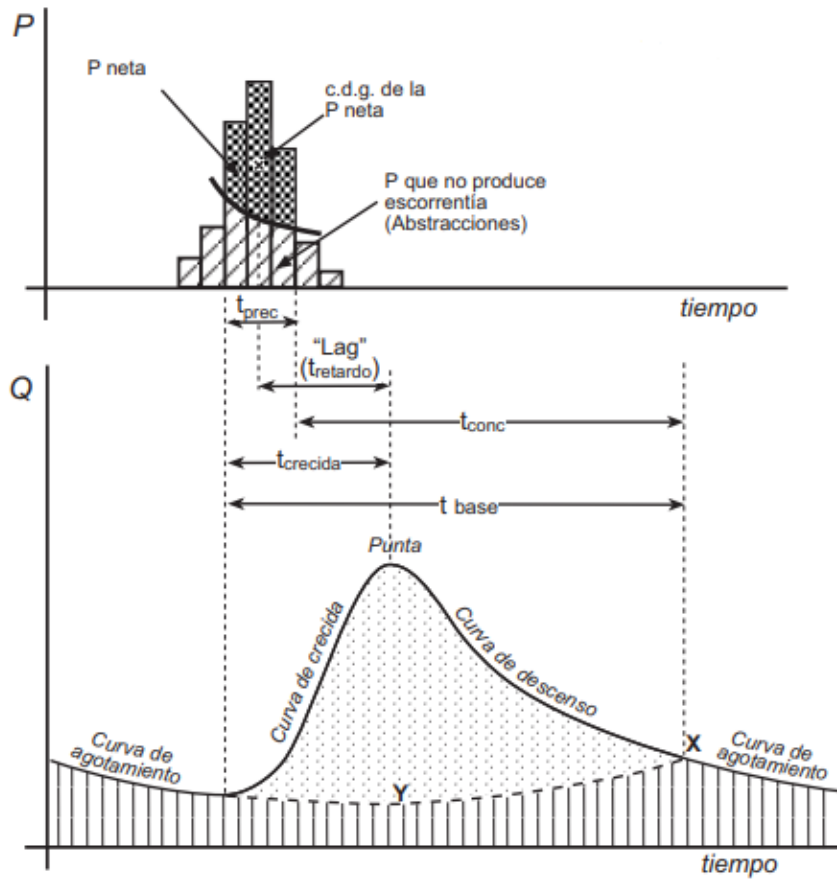 P
P neta
c.d.g. de la
P neta
P que no produce
escorrentía
(Abstracciones)
tiempo
tprec
“Lag”
(tretardo)
Q
tconc
tcrecida
t base
Punta
Curva de crecida
Curva de descenso
Curva de
agotamiento
X
Curva de
agotamiento
Y
tiempo